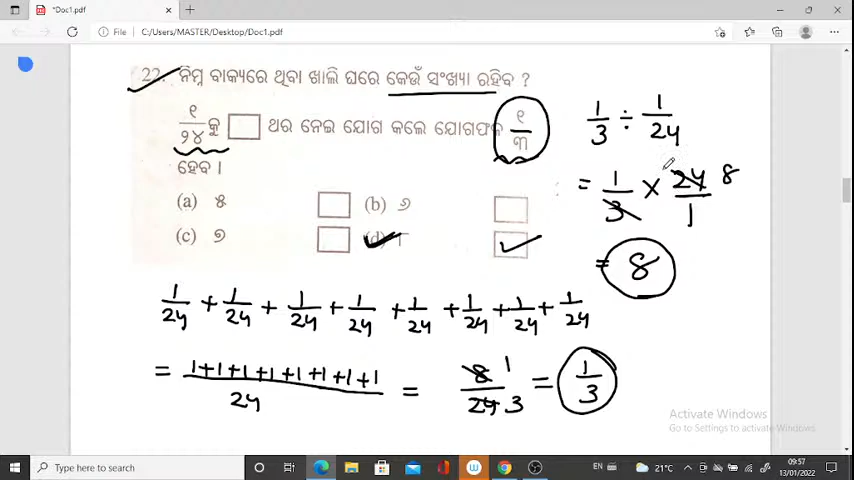 *Doc1.pdf
File C:/Users/MASTER/Desktop/Doc1.pdf
22. ନିମ୍ନ ବାକ୍ୟରେ ଥିବା ଖାଲି ଘରେ କେଉଁ ସଂଖ୍ୟା ରହିବ ?
୧/୨୪ କୁ ଥର ନେଇ ଯୋଗ କଲେ ଯୋଗଫଳ ୧/୩
ହେବ ।
(a) ୫ (b) ୬
(c) ୭ (d) ୮
1/3 ÷ 1/24
= 1/3 × 24/1 8
= 8
1/24 + 1/24 + 1/24 + 1/24 + 1/24 + 1/24 + 1/24 + 1/24
= 1+1+1+1+1+1+1+1/24 = 8/24 1 3 = 1/3
Activate Windows
Go to Settings to activate Windows.
Type here to search
EN 21°C 09:57
13/01/2022